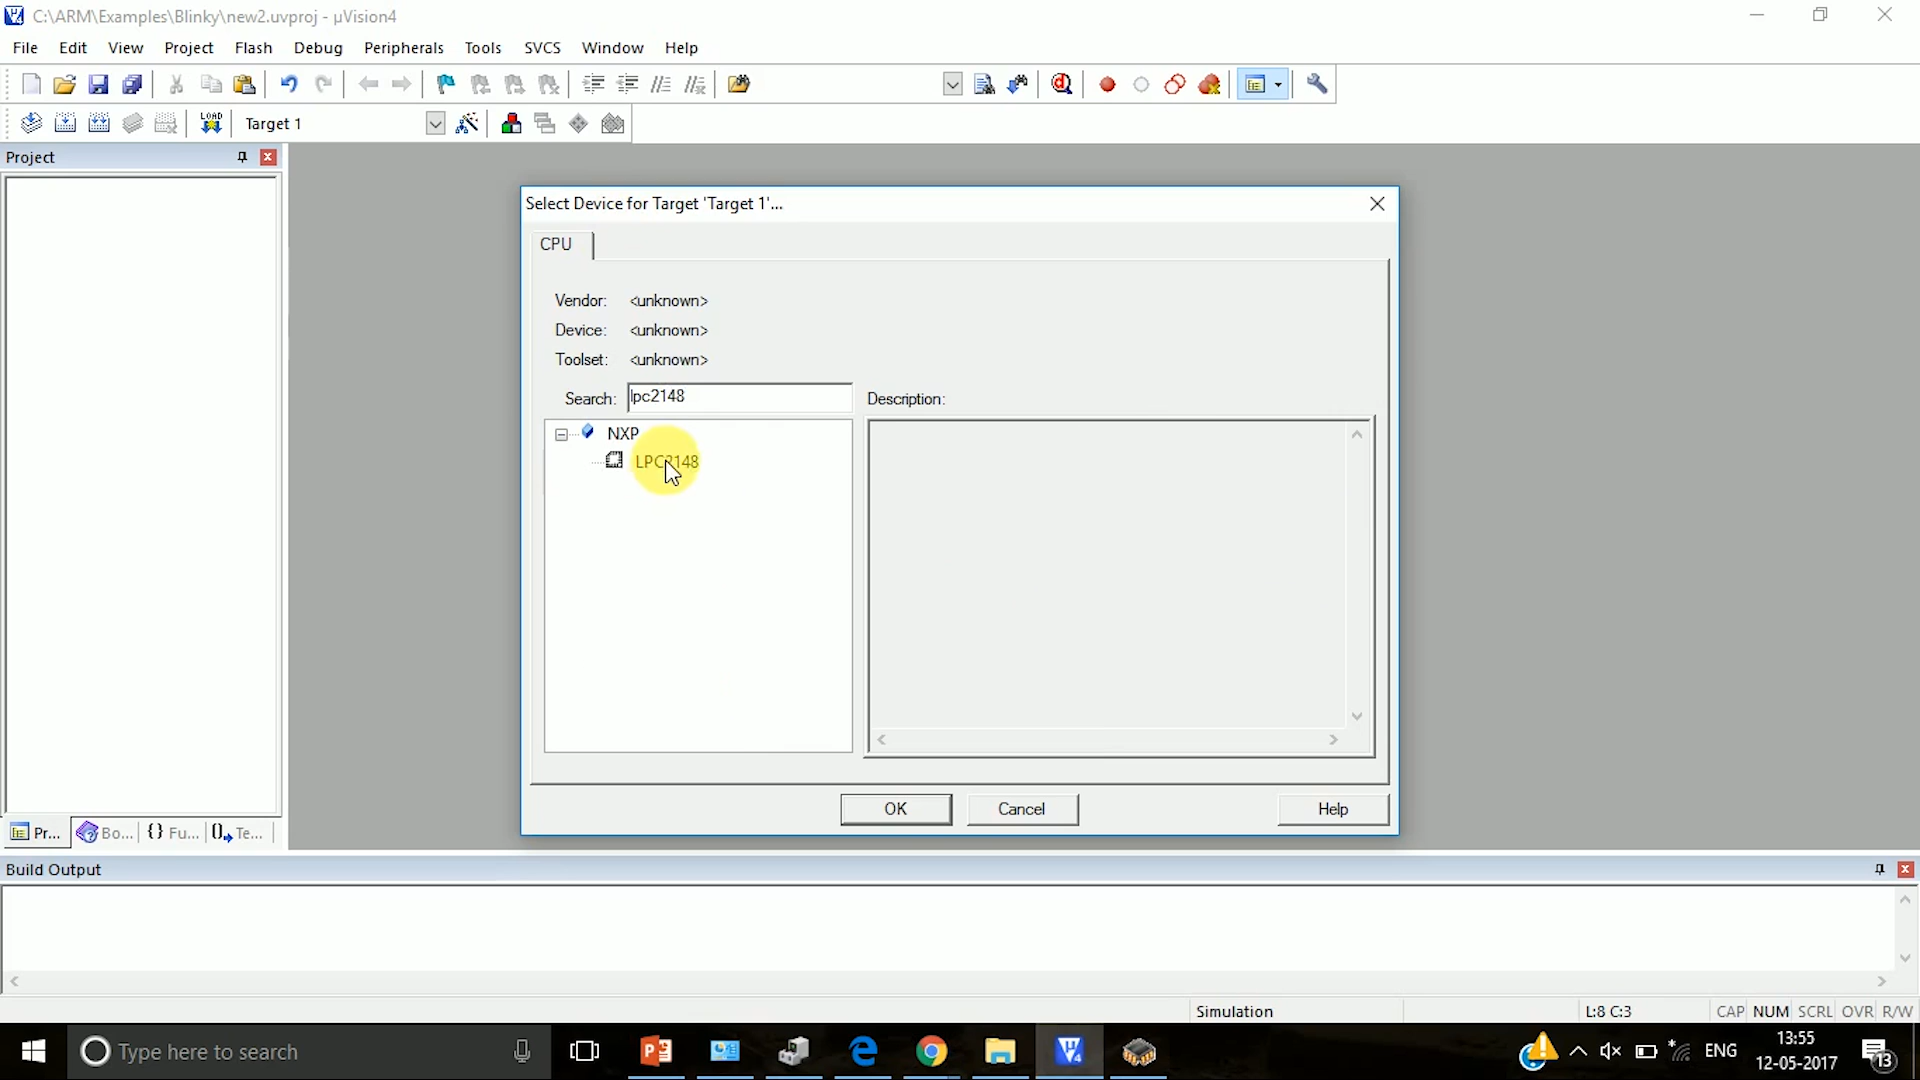 C:\ARM\Examples\Blinky\new2.uvproj - µVision4
File Edit View Project Flash Debug Peripherals Tools SVCS Window Help
LOAD Target 1
Project
Select Device for Target 'Target 1'...
CPU
Vendor: <unknown>
Device: <unknown>
Toolset: <unknown>
Search: lpc2148 Description:
NXP
LPC2148
OK Cancel Help
Pr... Bo... {} Fu... Te...
Build Output
Simulation L:8 C:3 CAP NUM SCRL OVR R/W
Type here to search
ENG 13:55
12-05-2017 13